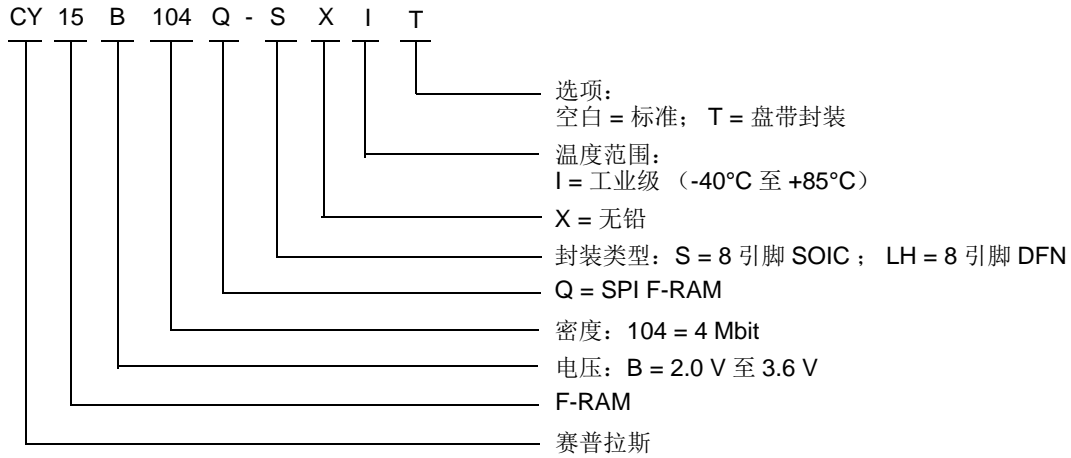 CY 15 B 104 Q - S X I T
选项：
空白 = 标准； T = 盘带封装
温度范围：
I = 工业级 （-40°C 至 +85°C）
X = 无铅
封装类型：S = 8 引脚 SOIC ； LH = 8 引脚 DFN
Q = SPI F-RAM
密度：104 = 4 Mbit
电压：B = 2.0 V 至 3.6 V
F-RAM
赛普拉斯